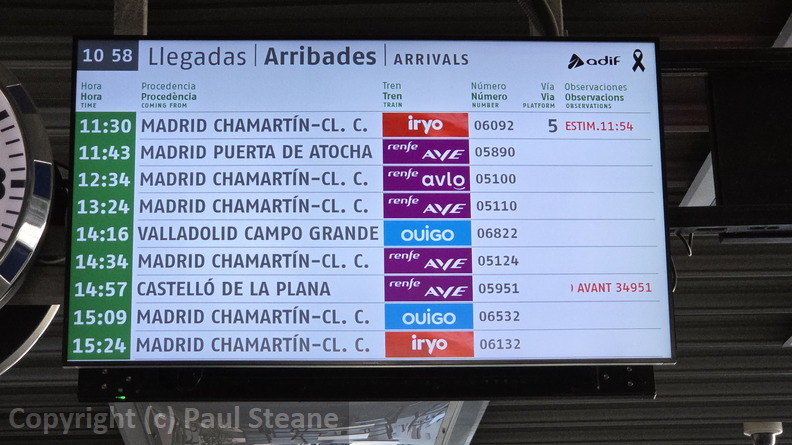 10 58 Llegadas | Arribades | ARRIVALS adif
Hora Procedencia Tren Número Vía Observaciones
Hora Procedència Tren Número Via Observacions
TIME COMING FROM TRAIN NUMBER PLATFORM OBSERVATIONS
11:30 MADRID CHAMARTÍN-CL. C. iryo 06092 5 ESTIM.11:54
11:43 MADRID PUERTA DE ATOCHA renfe AVE 05890
12:34 MADRID CHAMARTÍN-CL. C. renfe avlo 05100
13:24 MADRID CHAMARTÍN-CL. C. renfe AVE 05110
14:16 VALLADOLID CAMPO GRANDE OUIGO 06822
14:34 MADRID CHAMARTÍN-CL. C. renfe AVE 05124
14:57 CASTELLÓ DE LA PLANA renfe AVE 05951 AVANT 34951
15:09 MADRID CHAMARTÍN-CL. C. OUIGO 06532
15:24 MADRID CHAMARTÍN-CL. C. iryo 06132
Copyright (c) Paul Steane